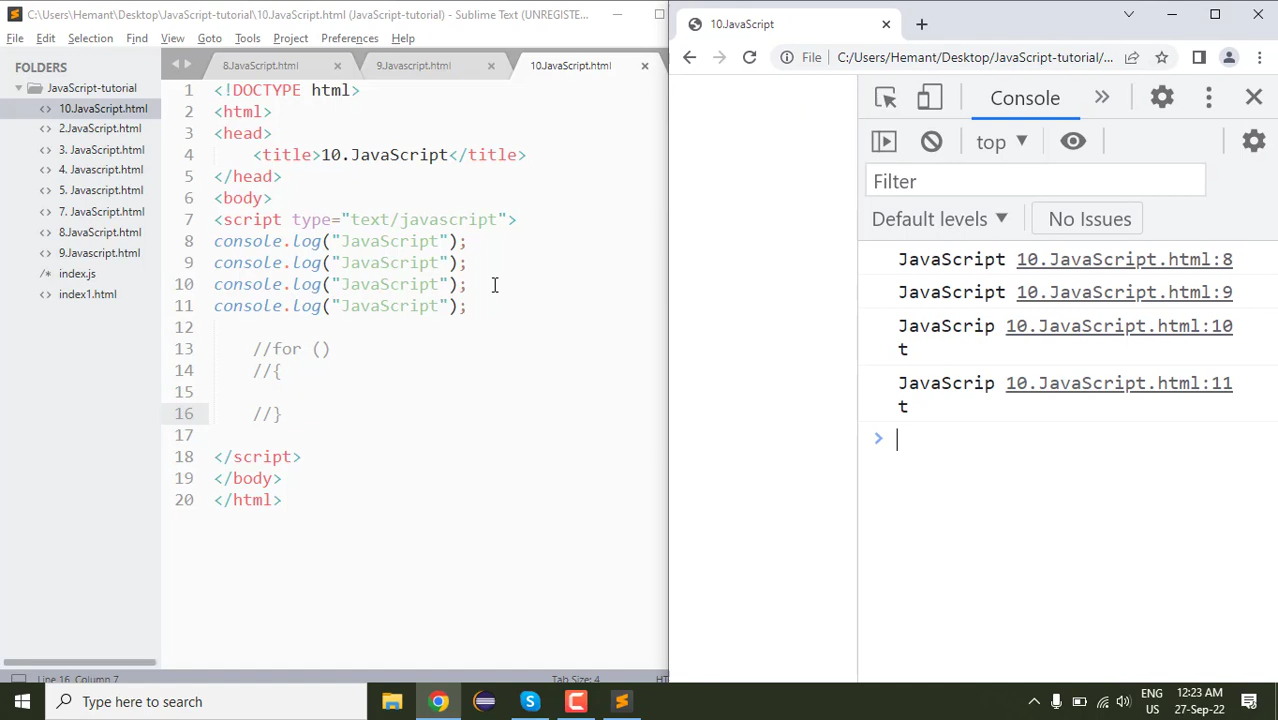 C:\Users\Hemant\Desktop\JavaScript-tutorial\10.JavaScript.html (JavaScript-tutorial) - Sublime Text (UNREGISTE...
File Edit Selection Find View Goto Tools Project Preferences Help
FOLDERS
JavaScript-tutorial
10.JavaScript.html
2.JavaScript.html
3. JavaScript.html
4. Javascript.html
5. Javascript.html
7. JavaScript.html
8.JavaScript.html
9.Javascript.html
index.js
index1.html
8.JavaScript.html 9.Javascript.html 10.JavaScript.html
1 <!DOCTYPE html>
2 <html>
3 <head>
4 <title>10.JavaScript</title>
5 </head>
6 <body>
7 <script type="text/javascript">
8 console.log("JavaScript");
9 console.log("JavaScript");
10 console.log("JavaScript");
11 console.log("JavaScript");
12
13 //for ()
14 //{
15
16 //}
17
18 </script>
19 </body>
20 </html>
Line 16, Column 7 Tab Size: 4
10.JavaScript
File C:/Users/Hemant/Desktop/JavaScript-tutorial/...
Console
top
Filter
Default levels No Issues
JavaScript 10.JavaScript.html:8
JavaScript 10.JavaScript.html:9
JavaScrip 10.JavaScript.html:10
t
JavaScrip 10.JavaScript.html:11
t
Type here to search
ENG
US
12:23 AM
27-Sep-22